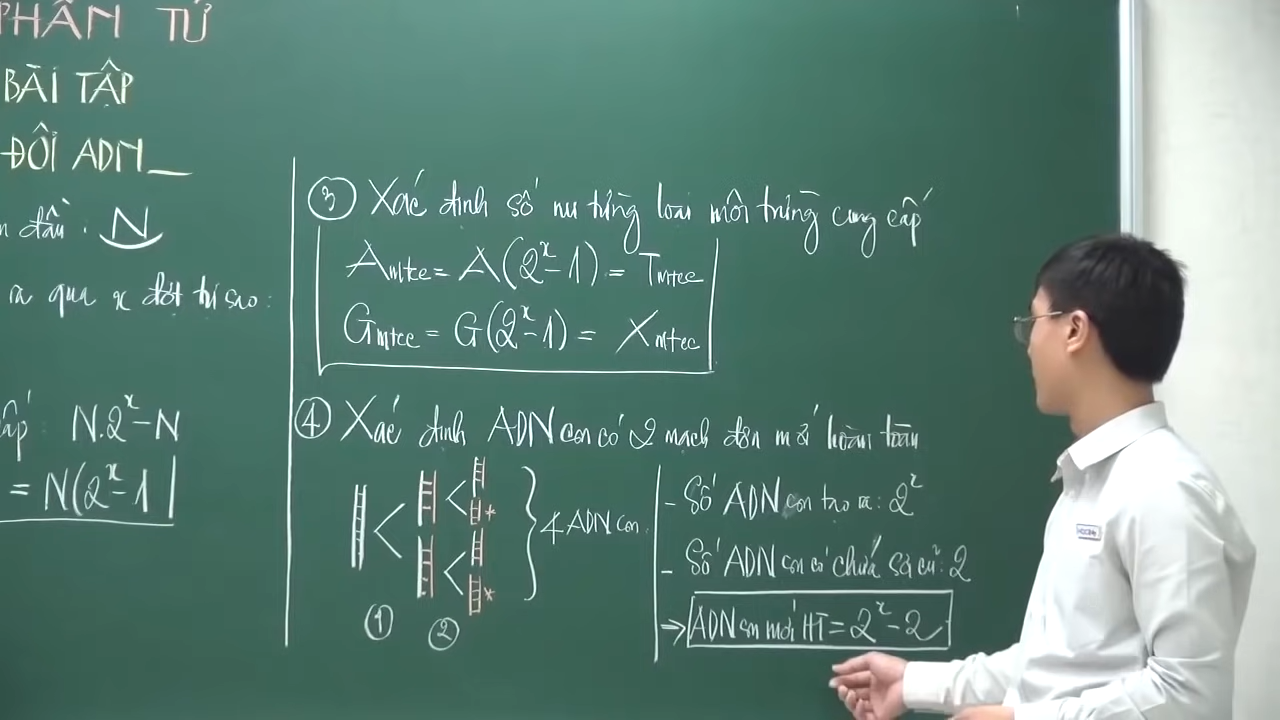 PHÂN TỬ
BÀI TẬP
ĐÔI ADN
đầu: N
ra qua x đợt tự sao:
cấp: N.2^x - N
= N(2^x - 1
③ Xác định số nu từng loại môi trường cung cấp
Amtcc = A(2^x - 1) = Tmtcc
Gmtcc = G(2^x - 1) = Xmtcc
④ Xác định ADN con có 2 mạch đơn mới hoàn toàn
4 ADN con
① ②
- Số ADN con tạo ra: 2^x
- Số ADN con có chứa sợi cũ: 2
→ ADN con mới HT = 2^x - 2